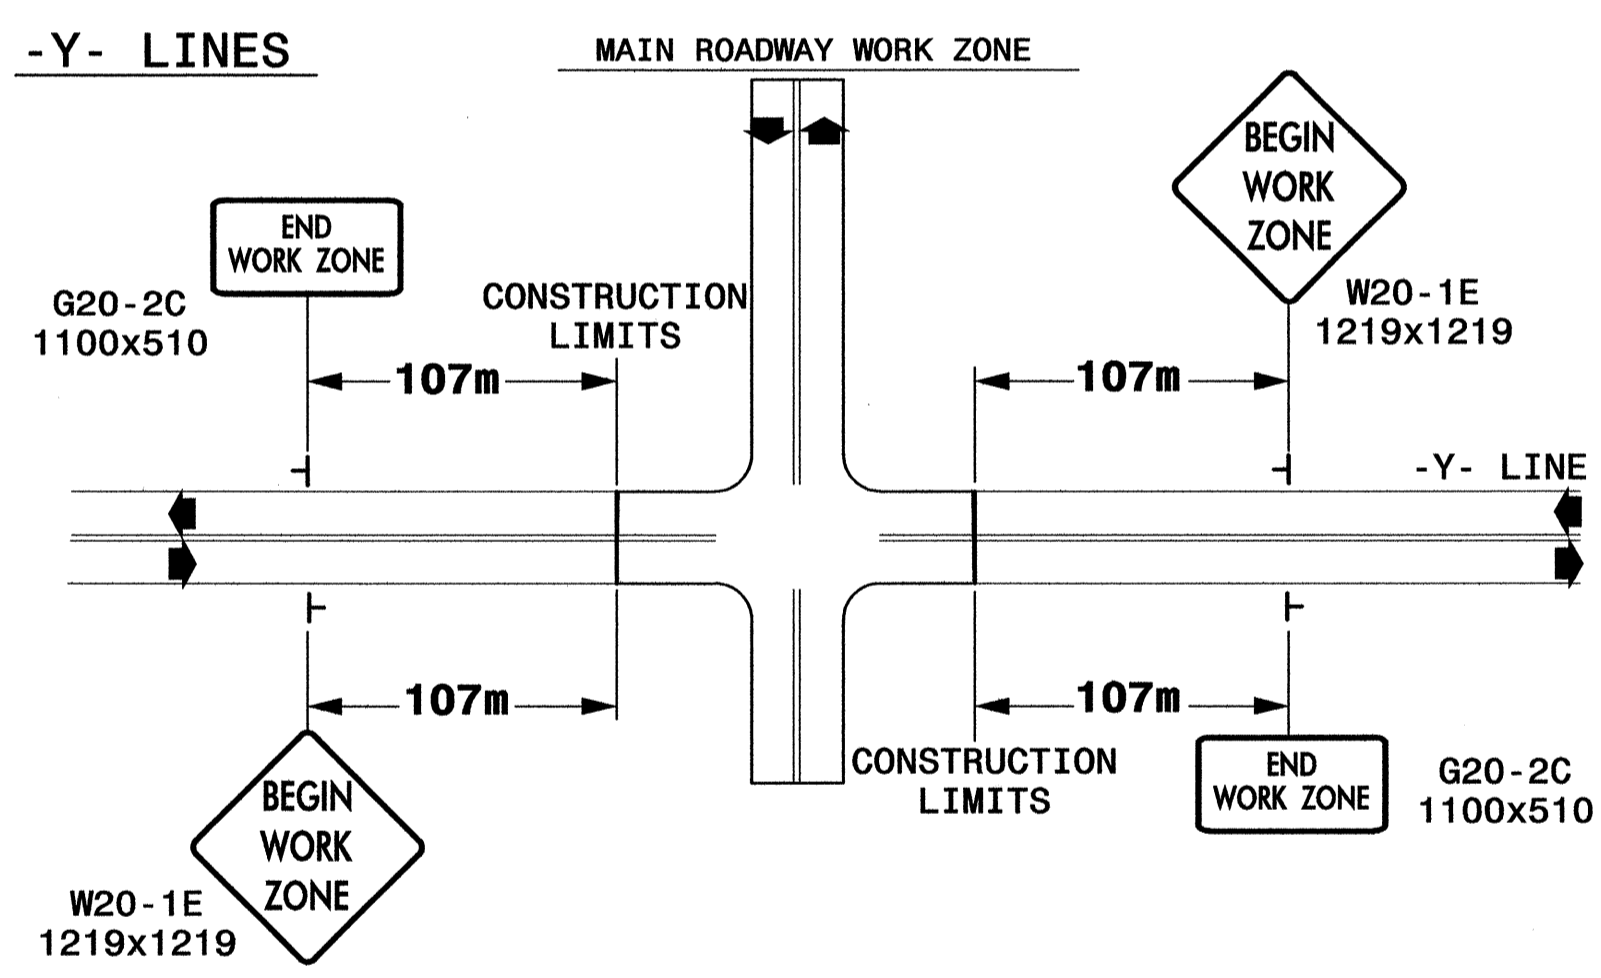 -Y- LINES
MAIN ROADWAY WORK ZONE
BEGIN
WORK
ZONE
END
WORK ZONE
G20-2C
1100x510
CONSTRUCTION
LIMITS
W20-1E
1219x1219
107m
107m
-Y- LINE
107m
107m
BEGIN
WORK
ZONE
W20-1E
1219x1219
CONSTRUCTION
LIMITS
END
WORK ZONE
G20-2C
1100x510